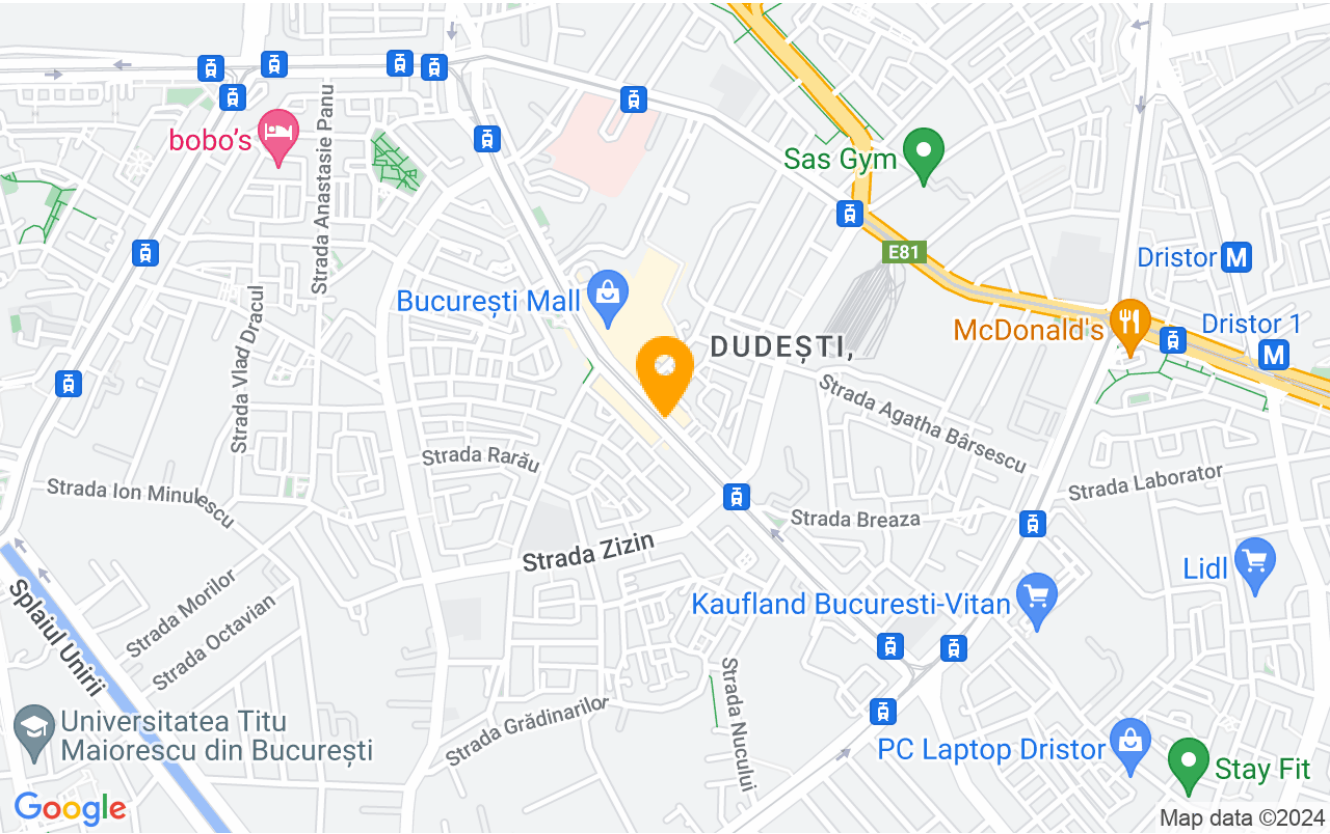 bobo's
Strada Anastasie Panu
Sas Gym
E81
Dristor M
București Mall
Strada Vlad Dracul
McDonald's
Dristor 1
M
DUDEȘTI,
Strada Agatha Bârsescu
Strada Rarău
Strada Ion Minulescu
Strada Laborator
Strada Breaza
Strada Zizin
Lidl
Splaiul Unirii
Strada Morilor
Strada Octavian
Kaufland Bucuresti-Vitan
Strada Nucului
Strada Grădinarilor
Universitatea Titu
Maiorescu din București
PC Laptop Dristor
Stay Fit
Google
Map data ©2024